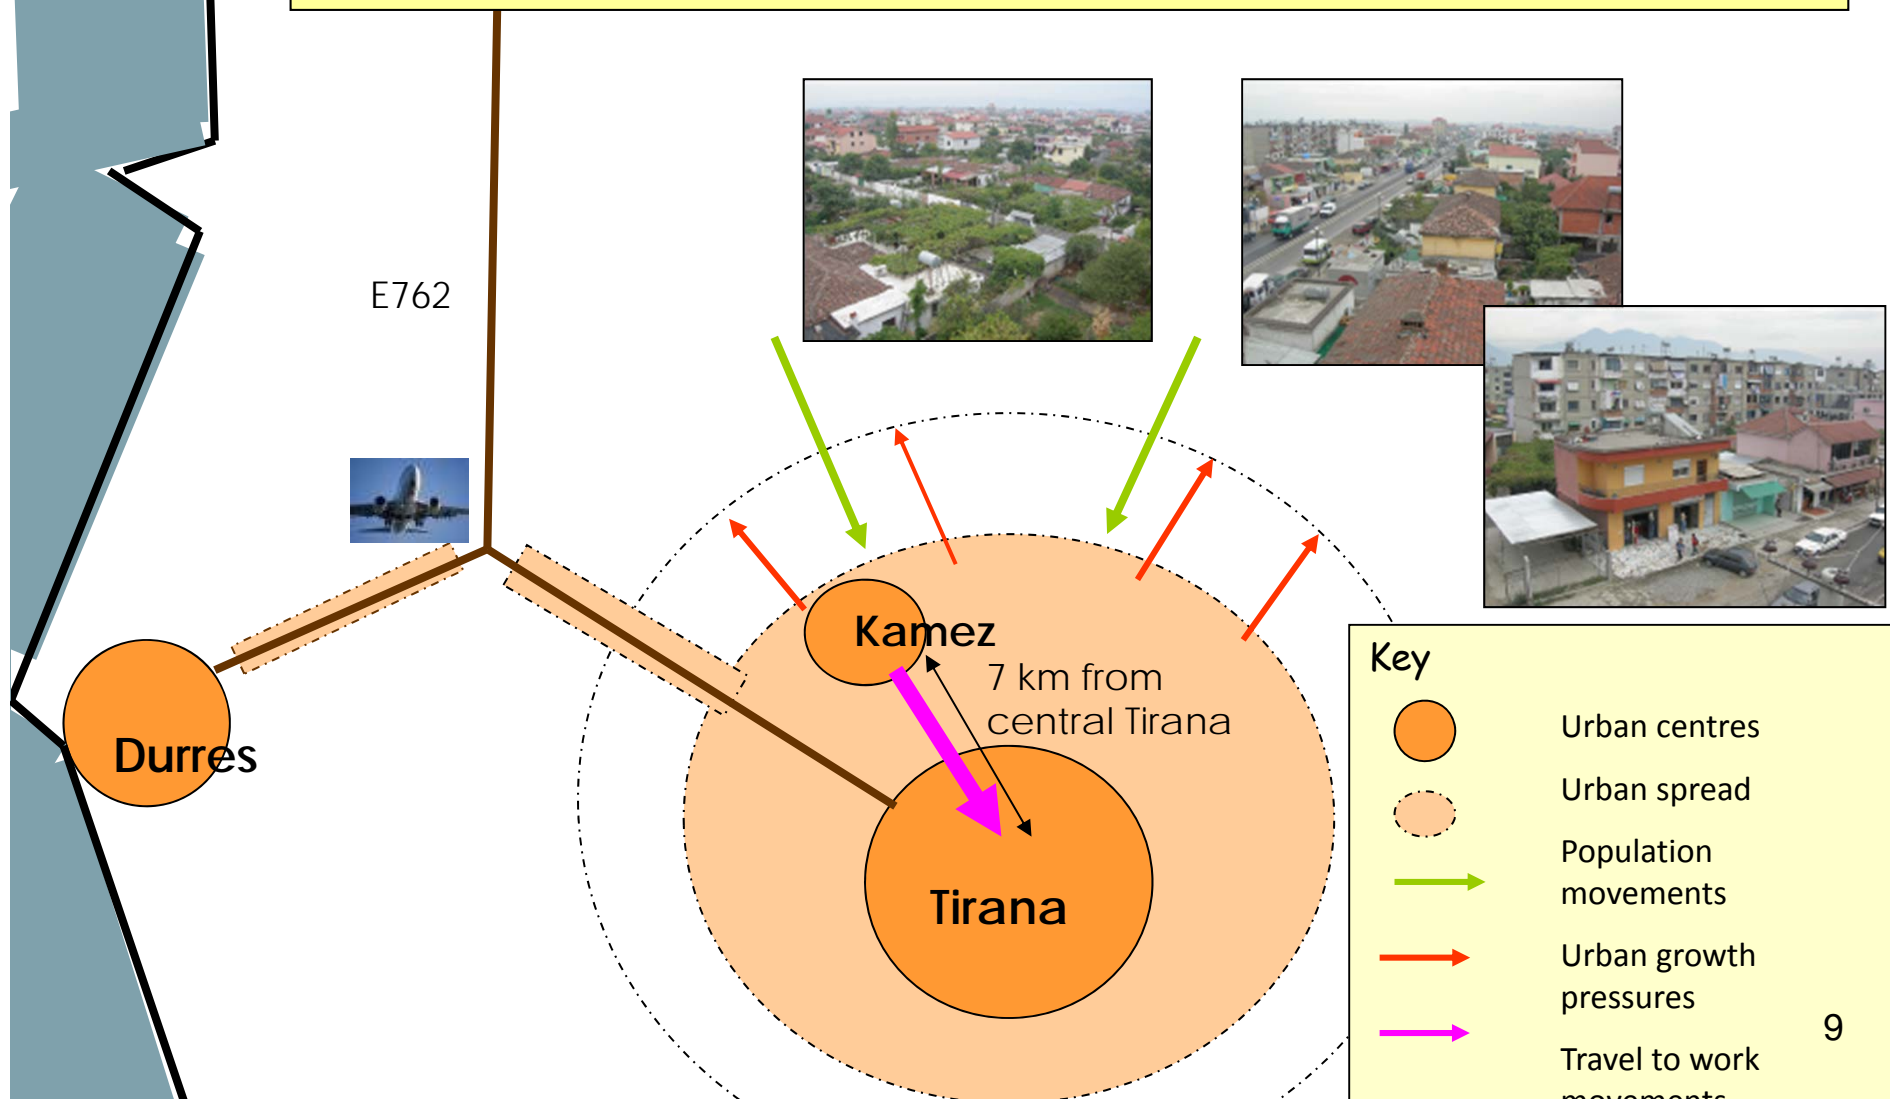 E762
Kamez
7 km from
central Tirana
Durres
Tirana
Key
Urban centres
Urban spread
Population
movements
Urban growth
pressures
Travel to work
movements
9